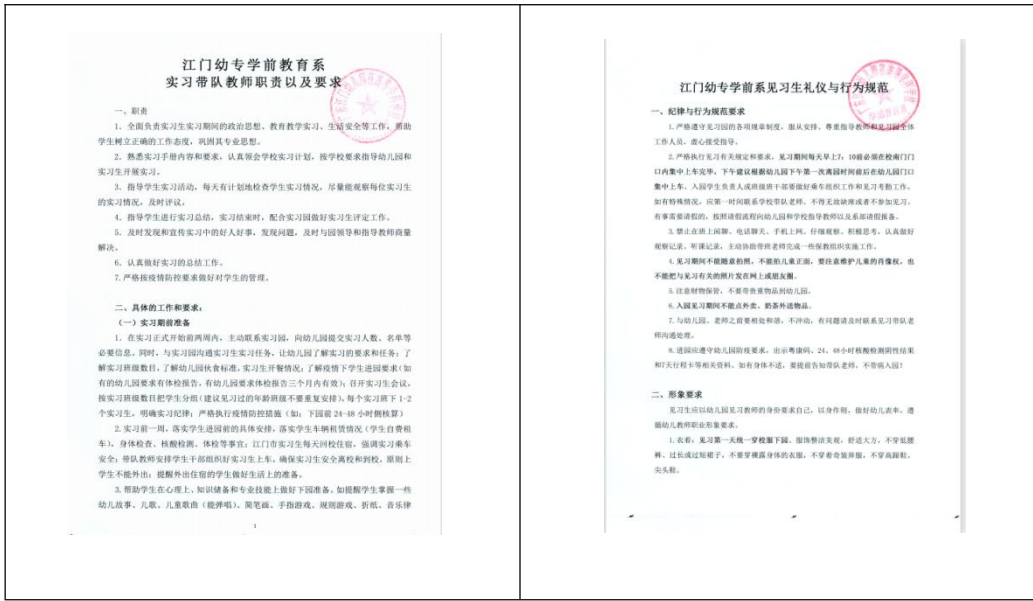 江门幼专学前教育系
实习带队教师职责以及要求
一、职责
1. 全面负责实习生实习期间的政治思想、教育教学实习、生活安全等工作，帮助
学生树立正确的工作态度，巩固其专业思想。
2. 熟悉实习手册内容和要求，认真领会学校实习计划，按学校要求指导幼儿园和
实习生开展实习。
3. 指导学生实习活动，每天有计划地检查学生实习情况，尽量能观察每位实习生
的实习情况，及时评议。
4. 指导学生进行实习总结，实习结束时，配合实习园做好实习生评定工作。
5. 及时发现和宣传实习中的好人好事，发现问题，及时与园领导和指导教师商量
解决。
6. 认真做好实习的总结工作。
7. 严格按疫情防控要求做好对学生的管理。
二、具体的工作和要求：
（一）实习期前准备
1. 在实习正式开始前两周内，主动联系实习园，向幼儿园提交实习人数、名单等
必要信息。同时，与实习园沟通实习生实习任务，让幼儿园了解实习的要求和任务；了
解实习班级数目，了解幼儿园伙食标准，实习生开餐情况；了解疫情下学生进园要求（如
有的幼儿园要求有体检报告，有幼儿园要求体检报告三个月内有效）；召开实习生会议，
按实习班级数目把学生分组（建议见习过的年龄班级不要重复安排），每个实习班下 1-2
个实习生，明确实习纪律；严格执行疫情防控措施（如：下园前 24-48 小时侧核算）
2. 实习前一周，落实学生进园前的具体安排，落实学生车辆租赁情况（学生自费租
车），身体检查、核酸检测、体检等事宜；江门市实习生每天回校住宿，强调实习乘车
安全；带队教师安排学生干部组织好实习生上车，确保实习生安全离校和到校，原则上
学生不能外出；提醒外出住宿的学生做好生活上的准备。
3. 帮助学生在心理上、知识储备和专业技能上做好下园准备。如提醒学生掌握一些
幼儿故事、儿歌、儿童歌曲（能弹唱）、简笔画、手指游戏、规则游戏、折纸、音乐律
1
江门幼专学前系见习生礼仪与行为规范
一、纪律与行为规范要求
1. 严格遵守见习园的各项规章制度，服从安排、尊重指导教师和见习园全体
工作人员，虚心接受指导。
2. 严格执行见习有关规定和要求，见习期间每天早上7：10前必须在校南门门
口内集中上车完毕，下午建议根据幼儿园下午第一次离园时间前后在幼儿园门口
集中上车。入园学生负责人或班级班干部要做好乘车组织工作和见习考勤工作。
如有特殊情况，应第一时间联系学校带队老师。不得无故缺席或者不参加见习。
有事需要请假的，按照请假流程向幼儿园和学校指导教师以及系部请假报备。
3. 禁止在班上闲聊、电话聊天、手机上网。仔细观察、积极思考，认真做好
观察记录、听课记录，主动协助带班老师完成一些保教组织实施工作。
4. 见习期间不能随意拍照，不能拍儿童正面，要注意维护儿童的肖像权，也
不能把与见习有关的照片发在网上或朋友圈。
5. 注意财物保管，不要带贵重物品到幼儿园。
6. 入园见习期间不能点外卖、奶茶外送物品。
7. 与幼儿园、老师之前要相处和谐，不冲动，有问题请及时联系见习带队老
师沟通处理。
8. 进园应遵守幼儿园防疫要求，出示粤康码、24、48小时核酸检测阴性结果
和7天行程卡等相关资料。如有身体不适，要提前告知带队老师，不带病入园！
二、形象要求
见习生应以幼儿园见习教师的身份要求自己，以身作则，做好幼儿表率，遵
循幼儿教师职业形象要求。
1. 衣着：见习第一天统一穿校服下园。服饰整洁美观，舒适大方，不穿低腰
裤、过长或过短裙子，不要穿裸露身体的衣服，不穿着奇装异服，不穿高跟鞋、
尖头鞋。